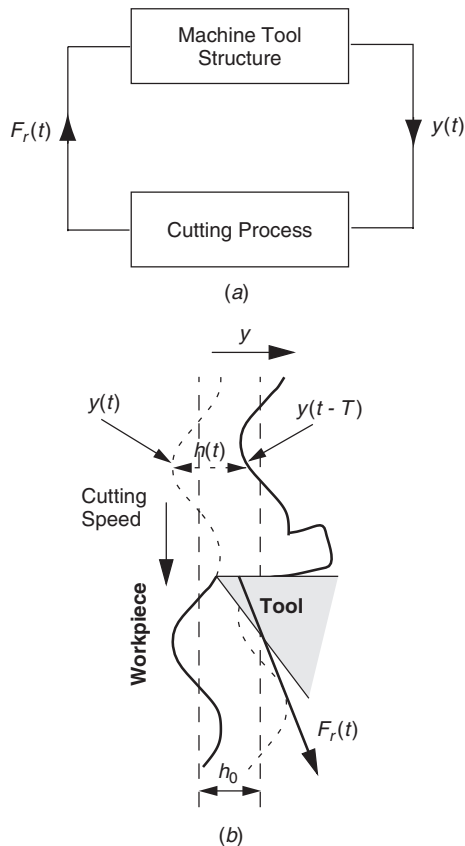 Machine Tool
Structure
F_r(t)
y(t)
Cutting Process
(a)
y
y(t)
y(t - T)
h(t)
Cutting
Speed
Workpiece
Tool
F_r(t)
h_0
(b)